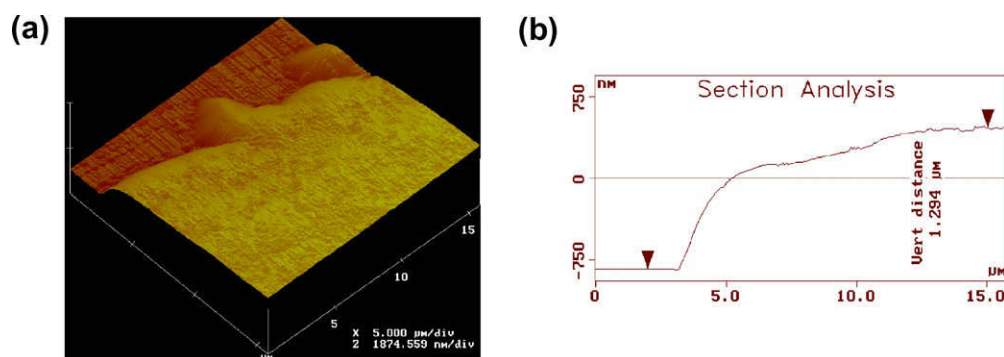 (a)
15
10
5
μm
X 5.000 μm/div
Z 1874.559 nm/div
(b)
nm
Section Analysis
750
0
-750
Vert distance
1.294 μm
μm
0
5.0
10.0
15.0